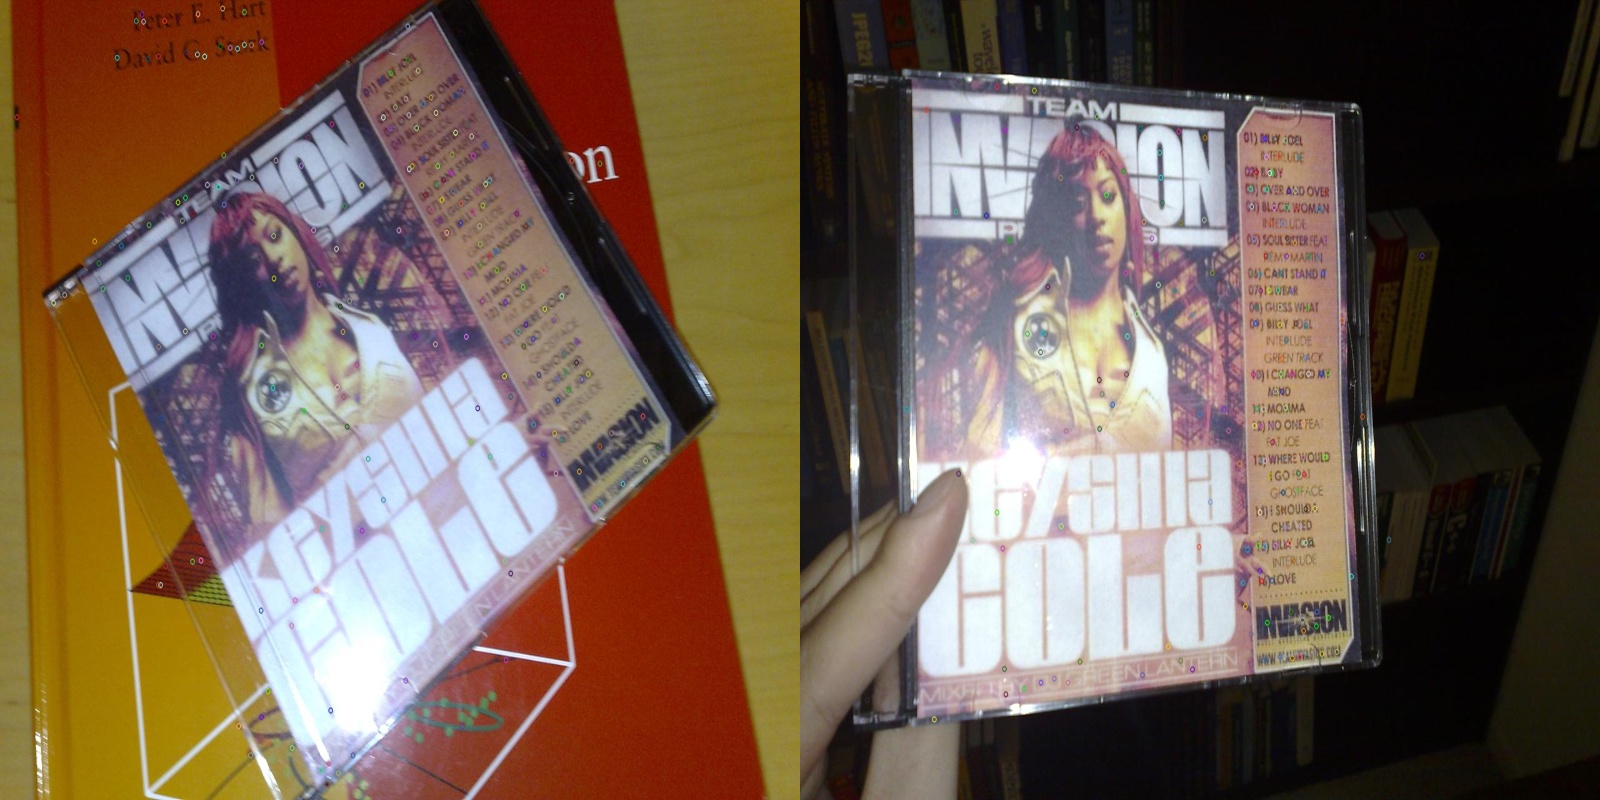 Peter E. Hart
David G. Stork
on
TEAM
INVASION
KEYSHIA
COLE
MIXED BY DJ GREEN LANTERN
01) BILLY JOEL
INTERLUDE
02) BABY
03) OVER AND OVER
04) BLACK WOMAN
INTERLUDE
05) SOUL SISTER FEAT
REMY MARTIN
06) CANT STAND IT
07) I SWEAR
08) GUESS WHAT
09) BILLY JOEL
INTERLUDE
GREEN TRACK
10) I CHANGED MY
MIND
11) MOMMA
12) NO ONE FEAT
FAT JOE
13) WHERE WOULD
I GO FEAT
GHOSTFACE
14) I SHOULDA
CHEATED
15) BILLY JOEL
INTERLUDE
16) LOVE
INVASION
JPEG2
TEAM
INVASION
KEYSHIA
COLE
MIXED BY DJ GREEN LANTERN
01) BILLY JOEL
INTERLUDE
02) BABY
03) OVER AND OVER
04) BLACK WOMAN
INTERLUDE
05) SOUL SISTER FEAT
REMY MARTIN
06) CANT STAND IT
07) I SWEAR
08) GUESS WHAT
09) BILLY JOEL
INTERLUDE
GREEN TRACK
10) I CHANGED MY
MIND
11) MOMMA
12) NO ONE FEAT
FAT JOE
13) WHERE WOULD
I GO FEAT
GHOSTFACE
14) I SHOULDA
CHEATED
15) BILLY JOEL
INTERLUDE
16) LOVE
INVASION
WWW.TEAMINVASION.COM